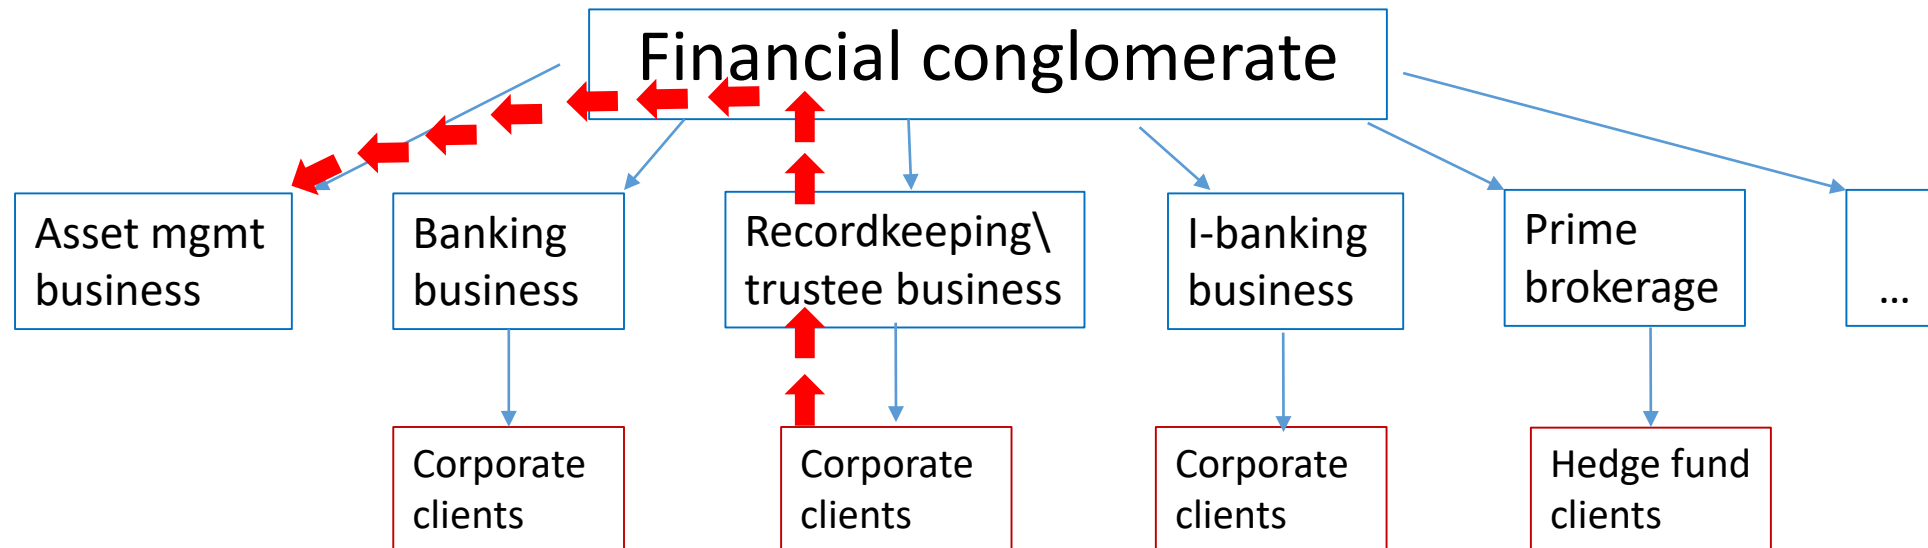 Financial conglomerate
Asset mgmt
business
Banking
business
Recordkeeping\
trustee business
I-banking
business
Prime
brokerage
...
Corporate
clients
Corporate
clients
Corporate
clients
Hedge fund
clients